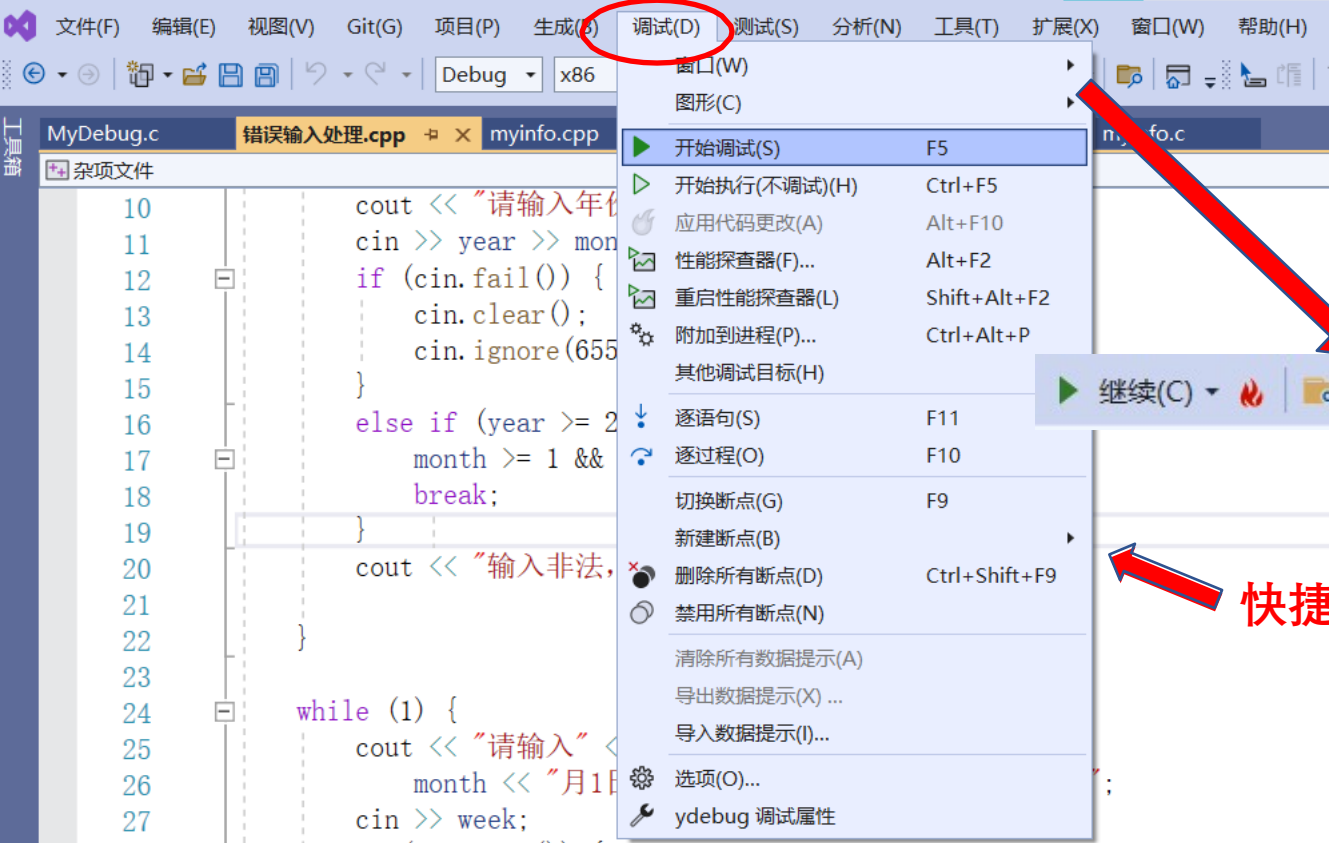 文件(F) 编辑(E) 视图(V) Git(G) 项目(P) 生成(B) 调试(D) 测试(S) 分析(N) 工具(T) 扩展(X) 窗口(W) 帮助(H)
Debug x86
工具箱
MyDebug.c 错误输入处理.cpp myinfo.cpp
杂项文件
窗口(W)
图形(C)
开始调试(S) F5
开始执行(不调试)(H) Ctrl+F5
应用代码更改(A) Alt+F10
性能探查器(F)... Alt+F2
重启性能探查器(L) Shift+Alt+F2
附加到进程(P)... Ctrl+Alt+P
其他调试目标(H)
逐语句(S) F11
逐过程(O) F10
切换断点(G) F9
新建断点(B)
删除所有断点(D) Ctrl+Shift+F9
禁用所有断点(N)
清除所有数据提示(A)
导出数据提示(X) ...
导入数据提示(I)...
选项(O)...
ydebug 调试属性
继续(C)
快捷
10 cout << "请输入年份
11 cin >> year >> mon
12 if (cin.fail()) {
13 cin.clear();
14 cin.ignore(655
15 }
16 else if (year >= 2
17 month >= 1 &&
18 break;
19 }
20 cout << "输入非法,
21
22 }
23
24 while (1) {
25 cout << "请输入" <
26 month << "月1日 ";
27 cin >> week;